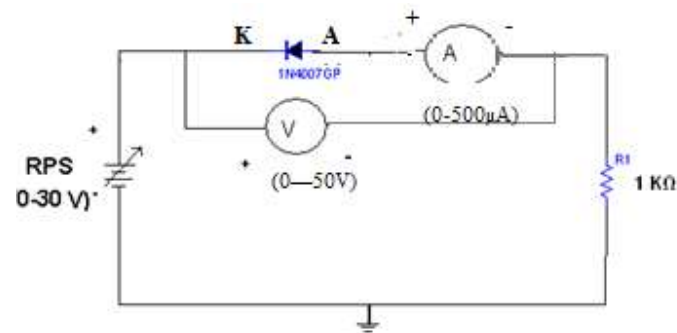 + -
K A
A
1N4007GP
(0-500µA)
V
+ -
(0—50V)
+
RPS
0-30 V)
-
R1
1 KΩ